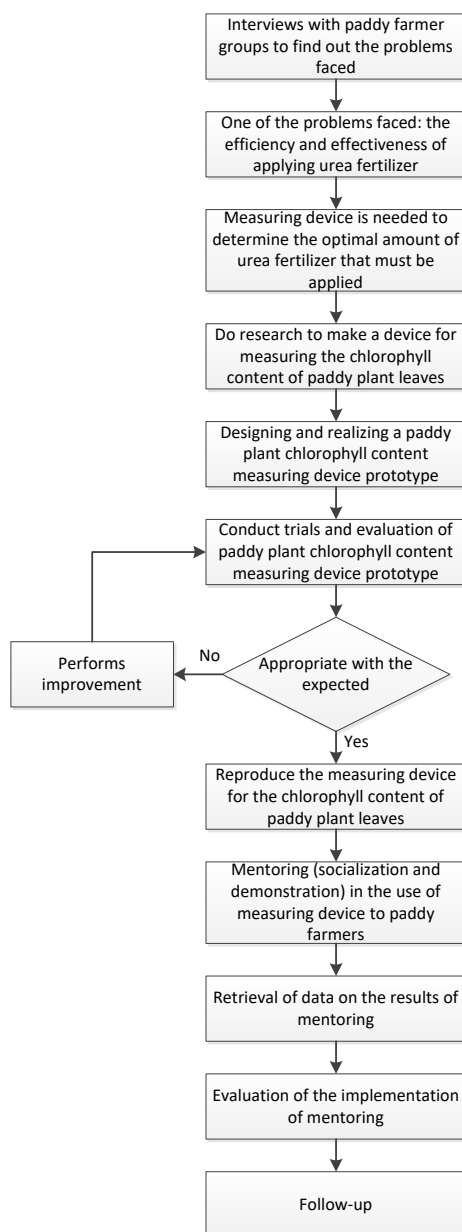 Interviews with paddy farmer
groups to find out the problems
faced
One of the problems faced: the
efficiency and effectiveness of
applying urea fertilizer
Measuring device is needed to
determine the optimal amount of
urea fertilizer that must be
applied
Do research to make a device for
measuring the chlorophyll
content of paddy plant leaves
Designing and realizing a paddy
plant chlorophyll content
measuring device prototype
Conduct trials and evaluation of
paddy plant chlorophyll content
measuring device prototype
Performs
improvement
No
Appropriate with the
expected
Yes
Reproduce the measuring device
for the chlorophyll content of
paddy plant leaves
Mentoring (socialization and
demonstration) in the use of
measuring device to paddy
farmers
Retrieval of data on the results of
mentoring
Evaluation of the implementation
of mentoring
Follow-up